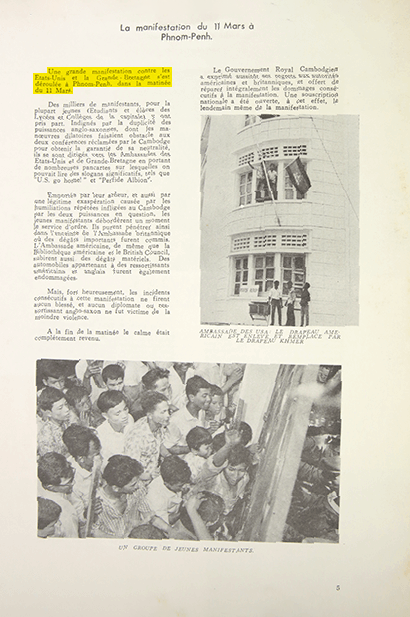 La manifestation du 11 Mars à
Phnom-Penh.
Une grande manifestation contre les
Etats-Unis et la Grande-Bretagne s'est
déroulée à Phnom-Penh, dans la matinée
du 11 Mars.
Des milliers de manifestants, pour la
plupart jeunes (Etudiants et élèves des
Lycées et Collèges de la capitale) y ont
pris part. Indignés par la duplicité des
puissances anglo-saxonnes, dont les ma-
nœuvres dilatoires faisaient obstacle aux
deux conférences réclamées par le Cambodge
pour obtenir la garantie de sa neutralité,
ils se sont dirigés vers les Ambassades des
Etats-Unis et de Grande-Bretagne en portant
de nombreuses pancartes sur lesquelles on
pouvait lire des slogans significatifs, tels que
"U.S. go home" et "Perfide Albion".
Emportés par leur ardeur, et aussi par
une légitime exaspération causée par les
humiliations répétées infligées au Cambodge
par les deux puissances en question, les
jeunes manifestants débordèrent un moment
le service d'ordre. Ils purent pénétrer ainsi
dans l'enceinte de l'Ambassade britannique
où des dégâts importants furent commis.
L'Ambassade américaine, de même que la
Bibliothèque américaine et le British Council,
subirent aussi des dégâts matériels. Des
automobiles appartenant à des ressortissants
américains et anglais furent également
endommagées.
Mais, fort heureusement, les incidents
consécutifs à cette manifestation ne firent
aucun blessé, et aucun diplomate ou res-
sortissant anglo-saxon ne fut victime de la
moindre violence.
A la fin de la matinée le calme était
complètement revenu.
Le Gouvernement Royal Cambodgien
a exprimé aussitôt ses regrets aux autorités
américaines et britanniques, et offert de
réparer intégralement les dommages consé-
cutifs à la manifestation. Une souscription
nationale a été ouverte, à cet effet, le
lendemain même de la manifestation.
AMBASSADE DES USA: LE DRAPEAU AME-
RICAIN EST ENLEVE ET REMPLACE PAR
LE DRAPEAU KHMER
UN GROUPE DE JEUNES MANIFESTANTS.
5